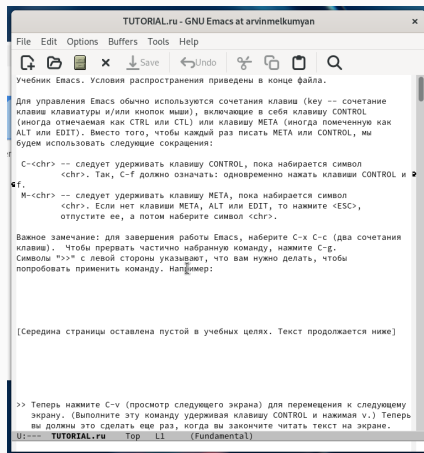 TUTORIAL.ru - GNU Emacs at arvinmelkumyan
File Edit Options Buffers Tools Help
Save Undo
Учебник Emacs. Условия распространения приведены в конце файла.
Для управления Emacs обычно используются сочетания клавиш (key -- сочетание
клавиш клавиатуры и/или кнопок мыши), включающие в себя клавишу CONTROL
(иногда отмечаемая как CTRL или CTL) или клавишу META (иногда помеченную как
ALT или EDIT). Вместо того, чтобы каждый раз писать META или CONTROL, мы
будем использовать следующие сокращения:
C-<chr> -- следует удерживать клавишу CONTROL, пока набирается символ
<chr>. Так, C-f должно означать: одновременно нажать клавиши CONTROL и
f.
M-<chr> -- следует удерживать клавишу META, пока набирается символ
<chr>. Если нет клавиши META, ALT или EDIT, то нажмите <ESC>,
отпустите ее, а потом наберите символ <chr>.
Важное замечание: для завершения работы Emacs, наберите C-x C-c (два сочетания
клавиш). Чтобы прервать частично набранную команду, нажмите C-g.
Символы ">>" с левой стороны указывают, что вам нужно делать, чтобы
попробовать применить команду. Например:
[Середина страницы оставлена пустой в учебных целях. Текст продолжается ниже]
>> Теперь нажмите C-v (просмотр следующего экрана) для перемещения к следующему
экрану. (Выполните эту команду удерживая клавишу CONTROL и нажимая v.) Теперь
вы должны это сделать еще раз, когда вы закончите читать текст на экране.
U:--- TUTORIAL.ru Top L1 (Fundamental)